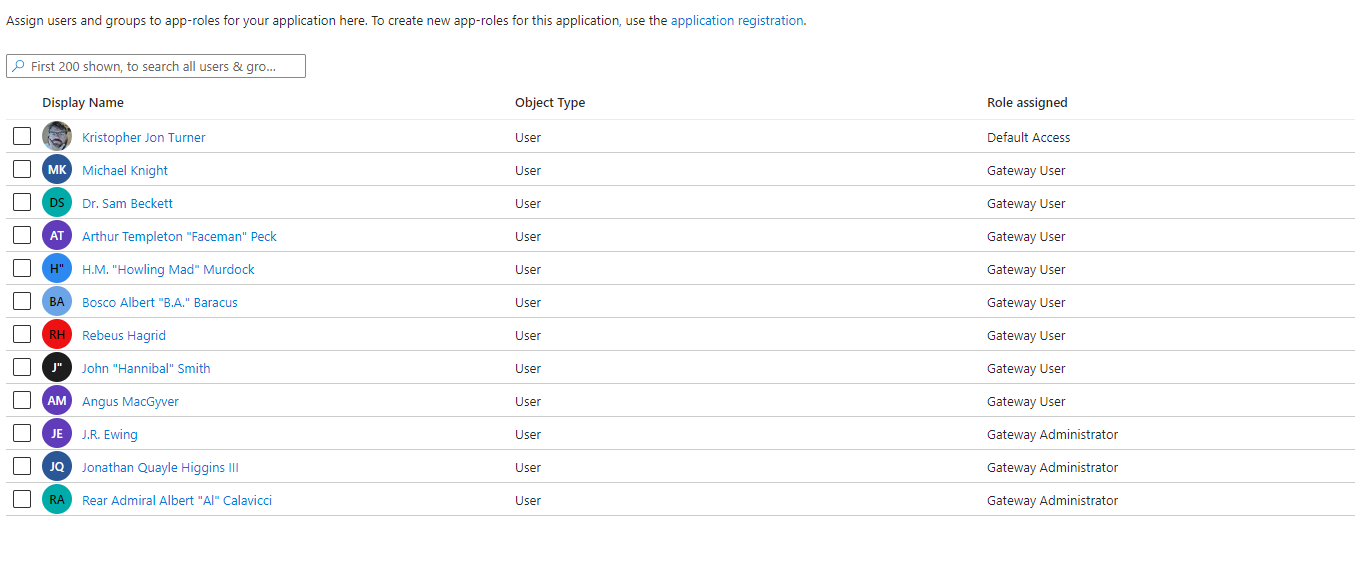 Assign users and groups to app-roles for your application here. To create new app-roles for this application, use the application registration.
First 200 shown, to search all users & gro...
Display Name Object Type Role assigned
Kristopher Jon Turner User Default Access
MK Michael Knight User Gateway User
DS Dr. Sam Beckett User Gateway User
AT Arthur Templeton "Faceman" Peck User Gateway User
H" H.M. "Howling Mad" Murdock User Gateway User
BA Bosco Albert "B.A." Baracus User Gateway User
RH Rebeus Hagrid User Gateway User
J" John "Hannibal" Smith User Gateway User
AM Angus MacGyver User Gateway User
JE J.R. Ewing User Gateway Administrator
JQ Jonathan Quayle Higgins III User Gateway Administrator
RA Rear Admiral Albert "Al" Calavicci User Gateway Administrator